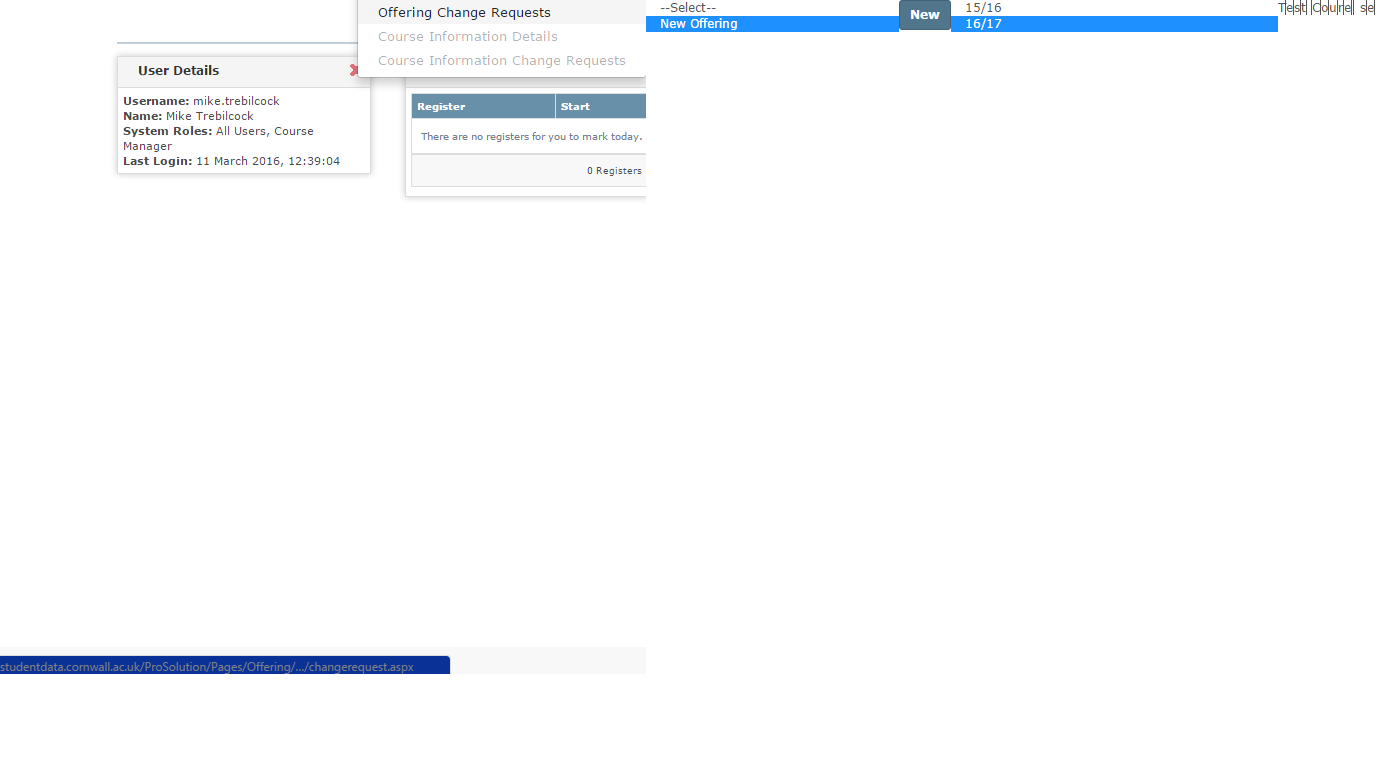 Offering Change Requests
Course Information Details
Course Information Change Requests
User Details
Username: mike.trebilcock
Name: Mike Trebilcock
System Roles: All Users, Course
Manager
Last Login: 11 March 2016, 12:39:04
Register Start
There are no registers for you to mark today.
0 Registers
--Select--
New Offering
New
15/16
16/17
Test
studentdata.cornwall.ac.uk/ProSolution/Pages/Offering/.../changerequest.aspx